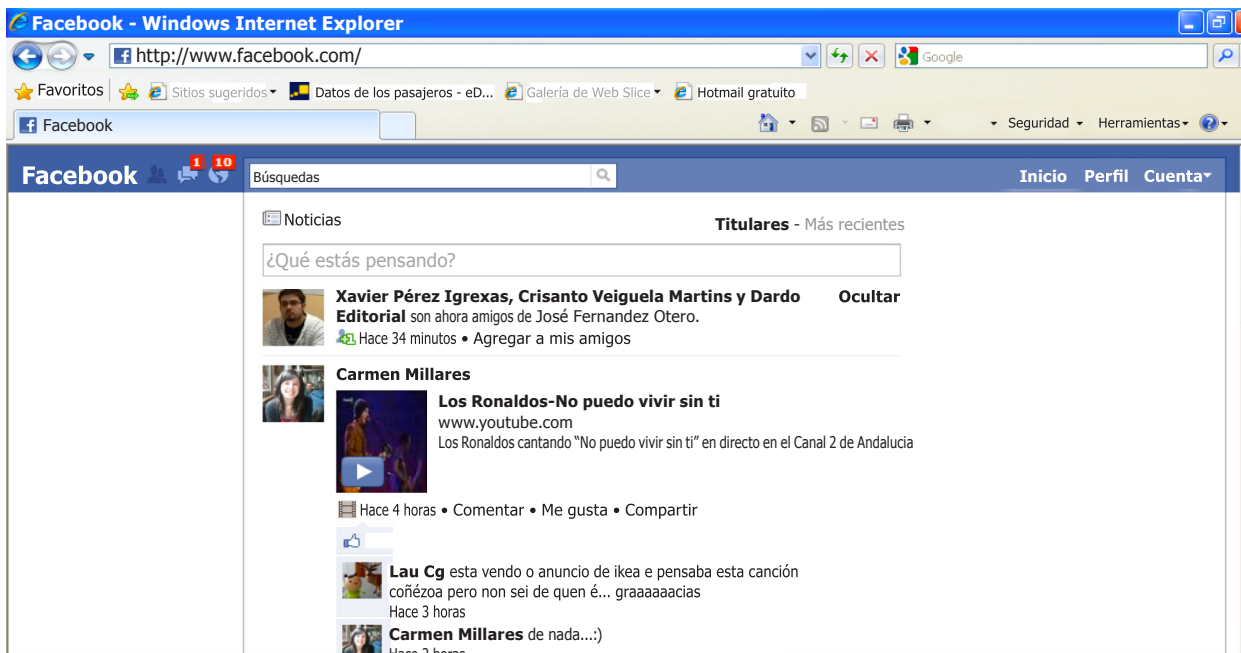 Facebook - Windows Internet Explorer
http://www.facebook.com/
Google
Favoritos
Sitios sugeridos
Datos de los pasajeros - eD...
Galería de Web Slice
Hotmail gratuito
Facebook
Seguridad
Herramientas
Facebook
1
10
Búsquedas
Inicio Perfil Cuenta
Noticias
Titulares - Más recientes
¿Qué estás pensando?
Xavier Pérez Igrexas, Crisanto Veiguela Martins y Dardo
Ocultar
Editorial son ahora amigos de José Fernandez Otero.
Hace 34 minutos • Agregar a mis amigos
Carmen Millares
Los Ronaldos-No puedo vivir sin ti
www.youtube.com
Los Ronaldos cantando “No puedo vivir sin ti” en directo en el Canal 2 de Andalucia
Hace 4 horas • Comentar • Me gusta • Compartir
Lau Cg esta vendo o anuncio de ikea e pensaba esta canción
coñézoa pero non sei de quen é... graaaaaacias
Hace 3 horas
Carmen Millares de nada...:)